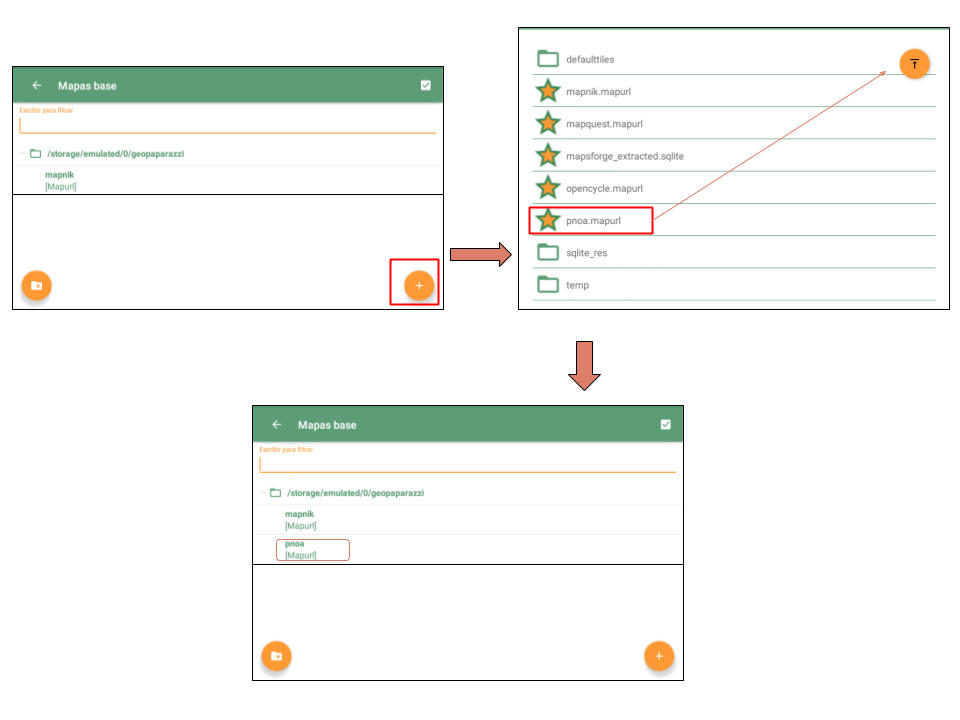 Mapas base
Escribir para filtrar
/storage/emulated/0/geopaparazzi
mapnik
[Mapurl]
defaulttiles
mapnik.mapurl
mapquest.mapurl
mapsforge_extracted.sqlite
opencycle.mapurl
pnoa.mapurl
sqlite_res
temp
Mapas base
Escribir para filtrar
/storage/emulated/0/geopaparazzi
mapnik
[Mapurl]
pnoa
[Mapurl]